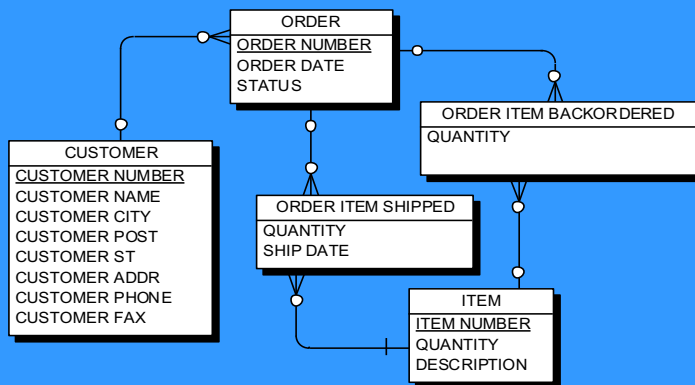 ORDER
ORDER NUMBER
ORDER DATE
STATUS
ORDER ITEM BACKORDERED
QUANTITY
CUSTOMER
CUSTOMER NUMBER
CUSTOMER NAME
CUSTOMER CITY
CUSTOMER POST
CUSTOMER ST
CUSTOMER ADDR
CUSTOMER PHONE
CUSTOMER FAX
ORDER ITEM SHIPPED
QUANTITY
SHIP DATE
ITEM
ITEM NUMBER
QUANTITY
DESCRIPTION